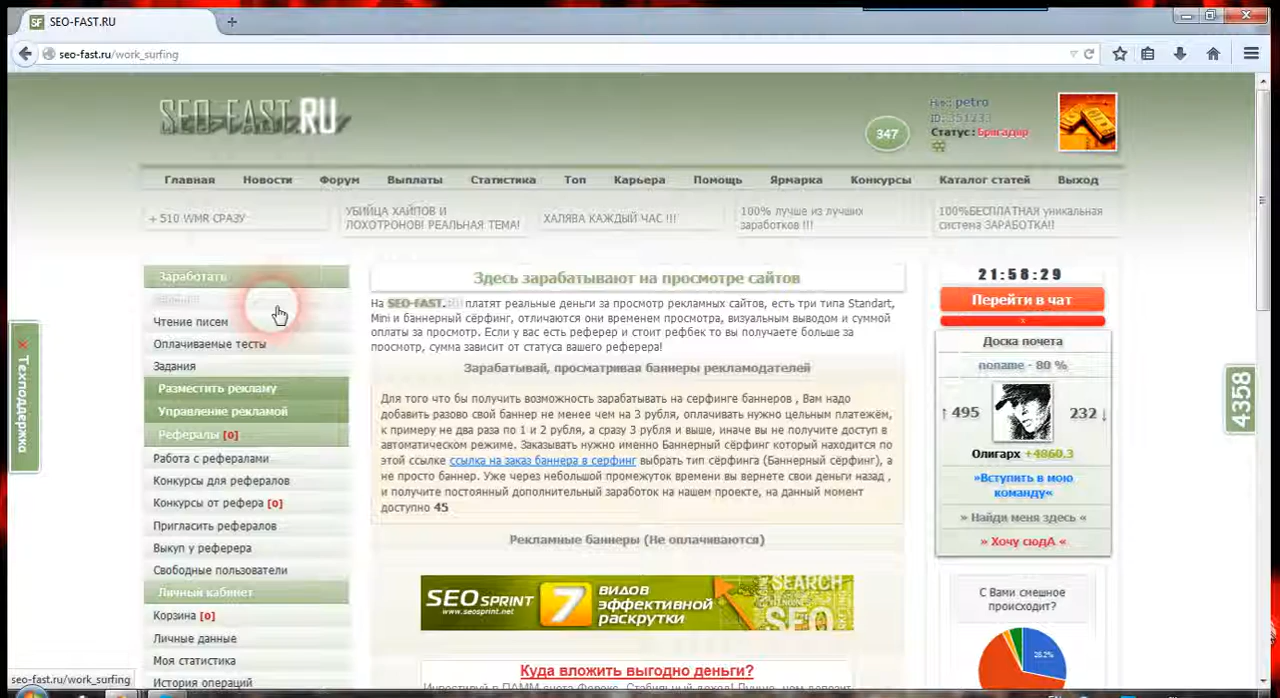 SEO-FAST.RU
seo-fast.ru/work_surfing
SEO-FAST.RU
347
petro
ID: 351233
Статус: Бригадир
Главная Новости Форум Выплаты Статистика Топ Карьера Помощь Ярмарка Конкурсы Каталог статей Выход
+ 510 WMR СРАЗУ
УБИЙЦА ХАЙПОВ И
ЛОХОТРОНОВ! РЕАЛЬНАЯ ТЕМА!
ХАЛЯВА КАЖДЫЙ ЧАС !!!
100% лучше из лучших
заработков !!!
100%БЕСПЛАТНАЯ уникальная
система ЗАРАБОТКА!!
Заработать
Чтение писем
Оплачиваемые тесты
Задания
Разместить рекламу
Управление рекламой
Рефералы [0]
Работа с рефералами
Конкурсы для рефералов
Конкурсы от рефера [0]
Пригласить рефералов
Выкуп у реферера
Свободные пользователи
Личный кабинет
Корзина [0]
Личные данные
Моя статистика
История операций
Здесь зарабатывают на просмотре сайтов
На SEO-FAST.RU платят реальные деньги за просмотр рекламных сайтов, есть три типа Standart,
Mini и баннерный сёрфинг, отличаются они временем просмотра, визуальным выводом и суммой
оплаты за просмотр. Если у вас есть реферер и стоит рефбек то вы получаете больше за
просмотр, сумма зависит от статуса вашего реферера!
Зарабатывай, просматривая баннеры рекламодателей
Для того что бы получить возможность зарабатывать на серфинге баннеров , Вам надо
добавить разово свой баннер не менее чем на 3 рубля, оплачивать нужно цельным платежём,
к примеру не два раза по 1 и 2 рубля, а сразу 3 рубля и выше, иначе вы не получите доступ в
автоматическом режиме. Заказывать нужно именно Баннерный сёрфинг который находится по
этой ссылке ссылка на заказ баннера в серфинг выбрать тип сёрфинга (Баннерный сёрфинг), а
не просто баннер. Уже через небольшой промежуток времени вы вернете свои деньги назад ,
и получите постоянный дополнительный заработок на нашем проекте, на данный момент
доступно 45
Рекламные баннеры (Не оплачиваются)
SEO SPRINT
www.seosprint.net
7
ВИДОВ
ЭФФЕКТИВНОЙ
РАСКРУТКИ
SEARCH
SEO
Куда вложить выгодно деньги?
21:58:29
Перейти в чат
x
Доска почета
noname - 80 %
↑ 495
232 ↓
Олигарх +4860.3
»Вступить в мою
команду«
» Найди меня здесь «
» Хочу сюдА «
С Вами смешное
происходит?
28.2%
Техподдержка
4358
seo-fast.ru/work_surfing